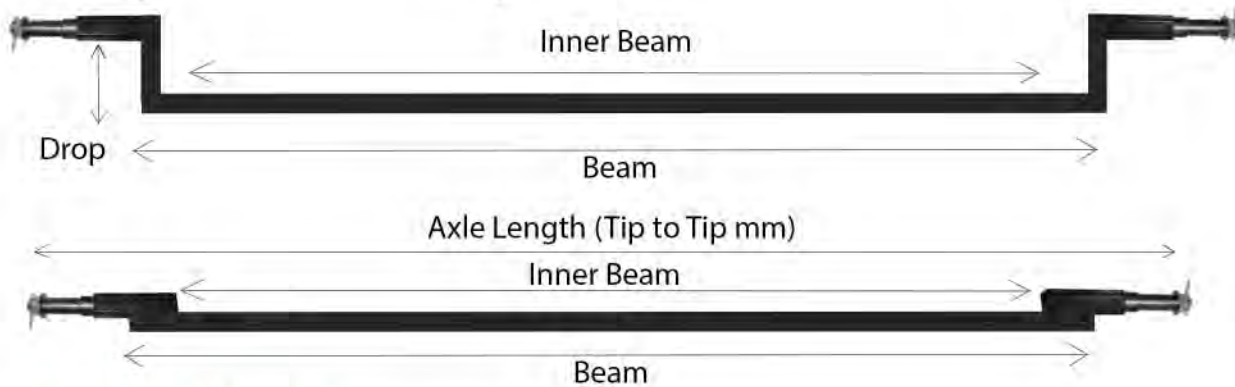 Inner Beam
Drop
Beam
Axle Length (Tip to Tip mm)
Inner Beam
Beam